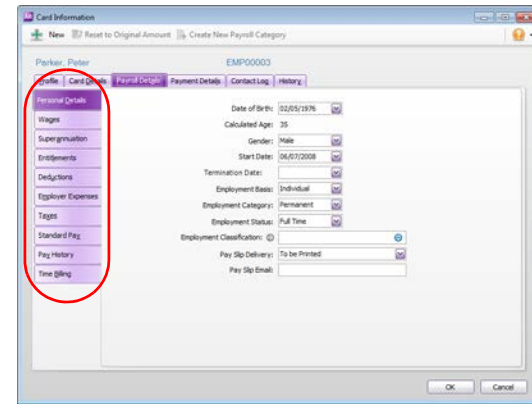 Card Information
New Reset to Original Amount Create New Payroll Category
Parker, Peter EMP00003
Profile Card Details Payroll Details Payment Details Contact Log History
Personal Details
Wages
Superannuation
Entitlements
Deductions
Employer Expenses
Taxes
Standard Pay
Pay History
Time Billing
Date of Birth: 02/05/1976
Calculated Age: 35
Gender: Male
Start Date: 06/07/2008
Termination Date:
Employment Basis: Individual
Employment Category: Permanent
Employment Status: Full Time
Employment Classification:
Pay Slip Delivery: To be Printed
Pay Slip Email:
OK Cancel